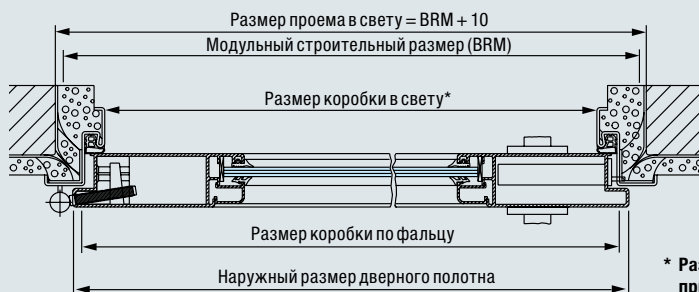 Размер проема в свету = BRM + 10
Модульный строительный размер (BRM)
Размер коробки в свету*
Размер коробки по фальцу
Наружный размер дверного полотна